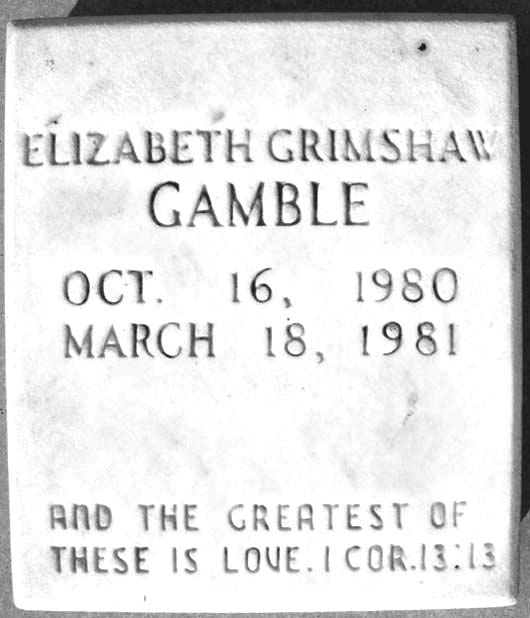 ELIZABETH GRIMSHAW
GAMBLE
OCT. 16, 1980
MARCH 18, 1981
AND THE GREATEST OF
THESE IS LOVE. I COR.13:13